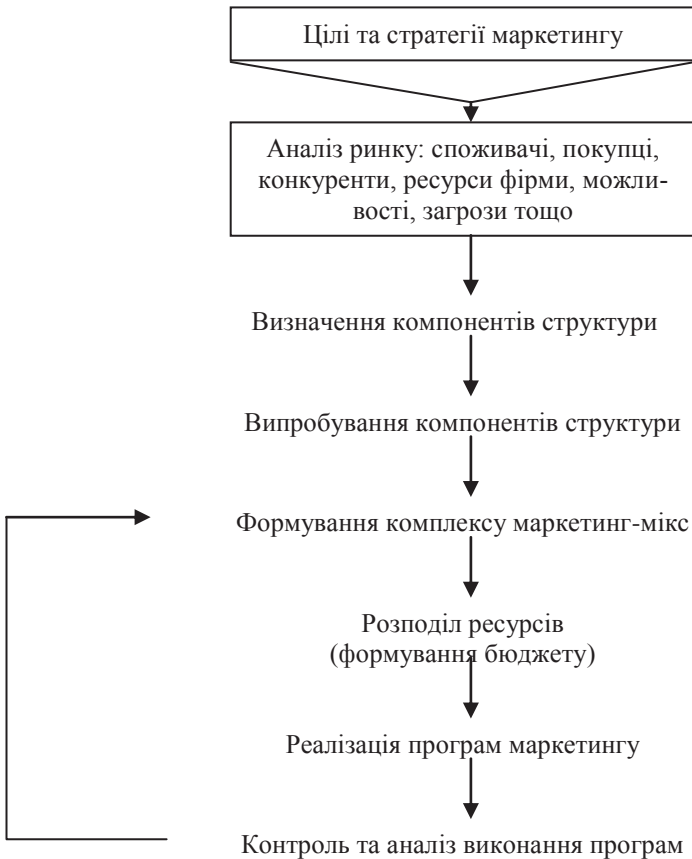 Цілі та стратегії маркетингу
Аналіз ринку: споживачі, покупці,
конкуренти, ресурси фірми, можли-
вості, загрози тощо
Визначення компонентів структури
Випробування компонентів структури
Формування комплексу маркетинг-мікс
Розподіл ресурсів
(формування бюджету)
Реалізація програм маркетингу
Контроль та аналіз виконання програм